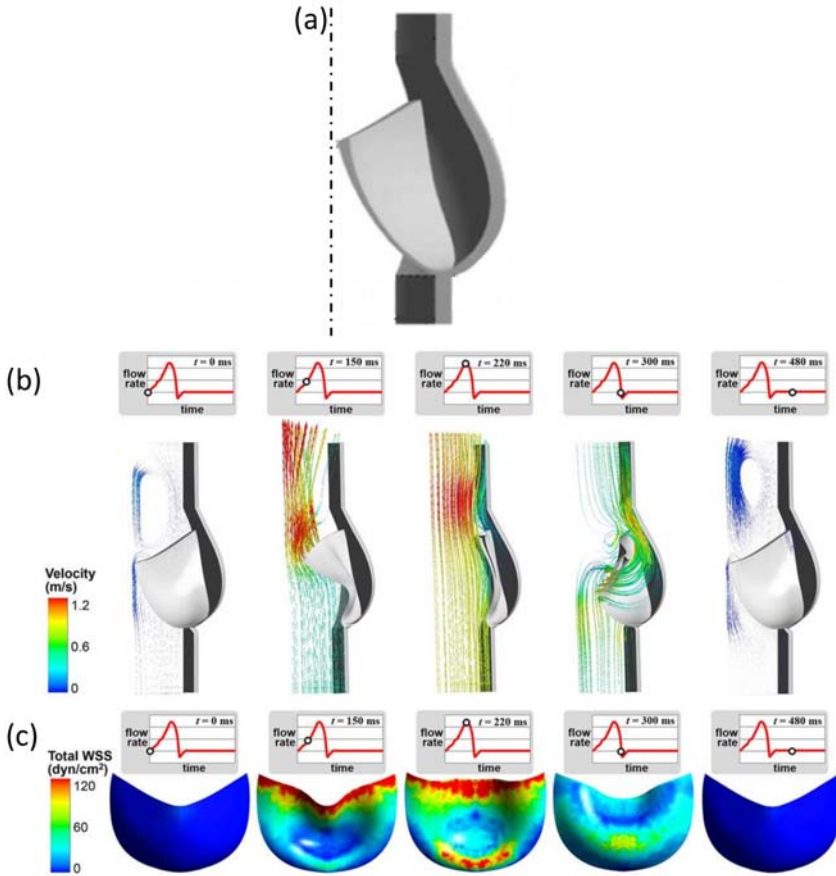 (a)
(b)
flow rate
t = 0 ms
time
flow rate
t = 150 ms
time
flow rate
t = 220 ms
time
flow rate
t = 300 ms
time
flow rate
t = 480 ms
time
Velocity
(m/s)
1.2
0.6
0
(c)
flow rate
t = 0 ms
time
flow rate
t = 150 ms
time
flow rate
t = 220 ms
time
flow rate
t = 300 ms
time
flow rate
t = 480 ms
time
Total WSS
(dyn/cm²)
120
60
0